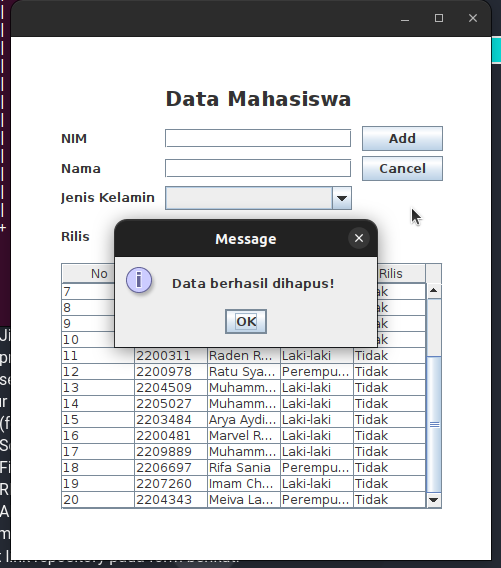 Data Mahasiswa
NIM
Add
Nama
Cancel
Jenis Kelamin
Rilis
Message
Data berhasil dihapus!
OK
No Rilis
7 ak
8 ak
9 ak
10 ak
11 2200311 Raden R... Laki-laki Tidak
12 2200978 Ratu Sya... Perempu... Tidak
13 2204509 Muhamm... Laki-laki Tidak
14 2205027 Muhamm... Laki-laki Tidak
15 2203484 Arya Aydi... Laki-laki Tidak
16 2200481 Marvel R... Laki-laki Tidak
17 2209889 Muhamm... Laki-laki Tidak
18 2206697 Rifa Sania Perempu... Tidak
19 2207260 Imam Ch... Laki-laki Tidak
20 2204343 Meiva La... Perempu... Tidak